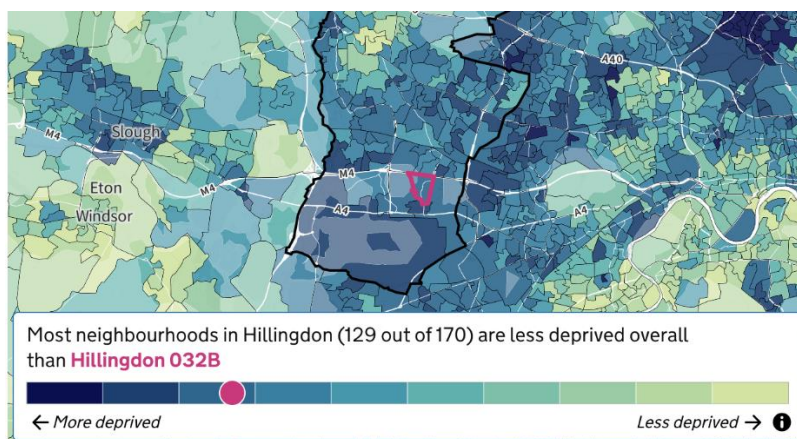 A40
Slough
M4
M4
Eton
Windsor
M4
A4
A4
Most neighbourhoods in Hillingdon (129 out of 170) are less deprived overall
than Hillingdon 032B
← More deprived
Less deprived →